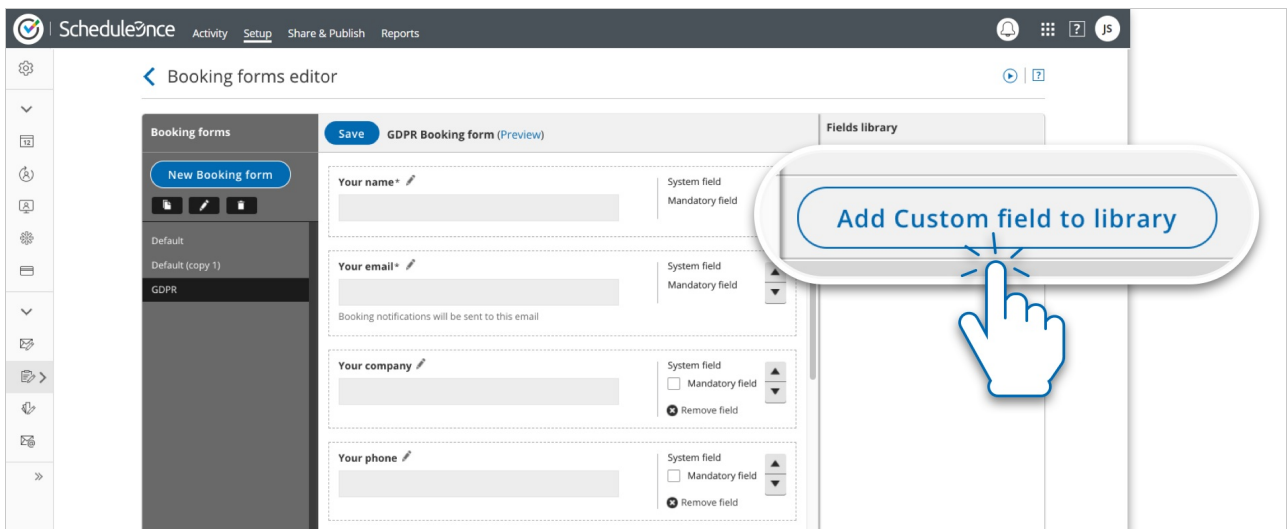 ScheduleOnce Activity Setup Share & Publish Reports ? JS
Booking forms editor ?
12
Booking forms
New Booking form
Default
Default (copy 1)
GDPR
Save GDPR Booking form (Preview)
Your name* System field
Mandatory field
Your email* System field
Mandatory field
Booking notifications will be sent to this email
Your company System field
Mandatory field
Remove field
Your phone System field
Mandatory field
Remove field
Fields library
Add Custom field to library